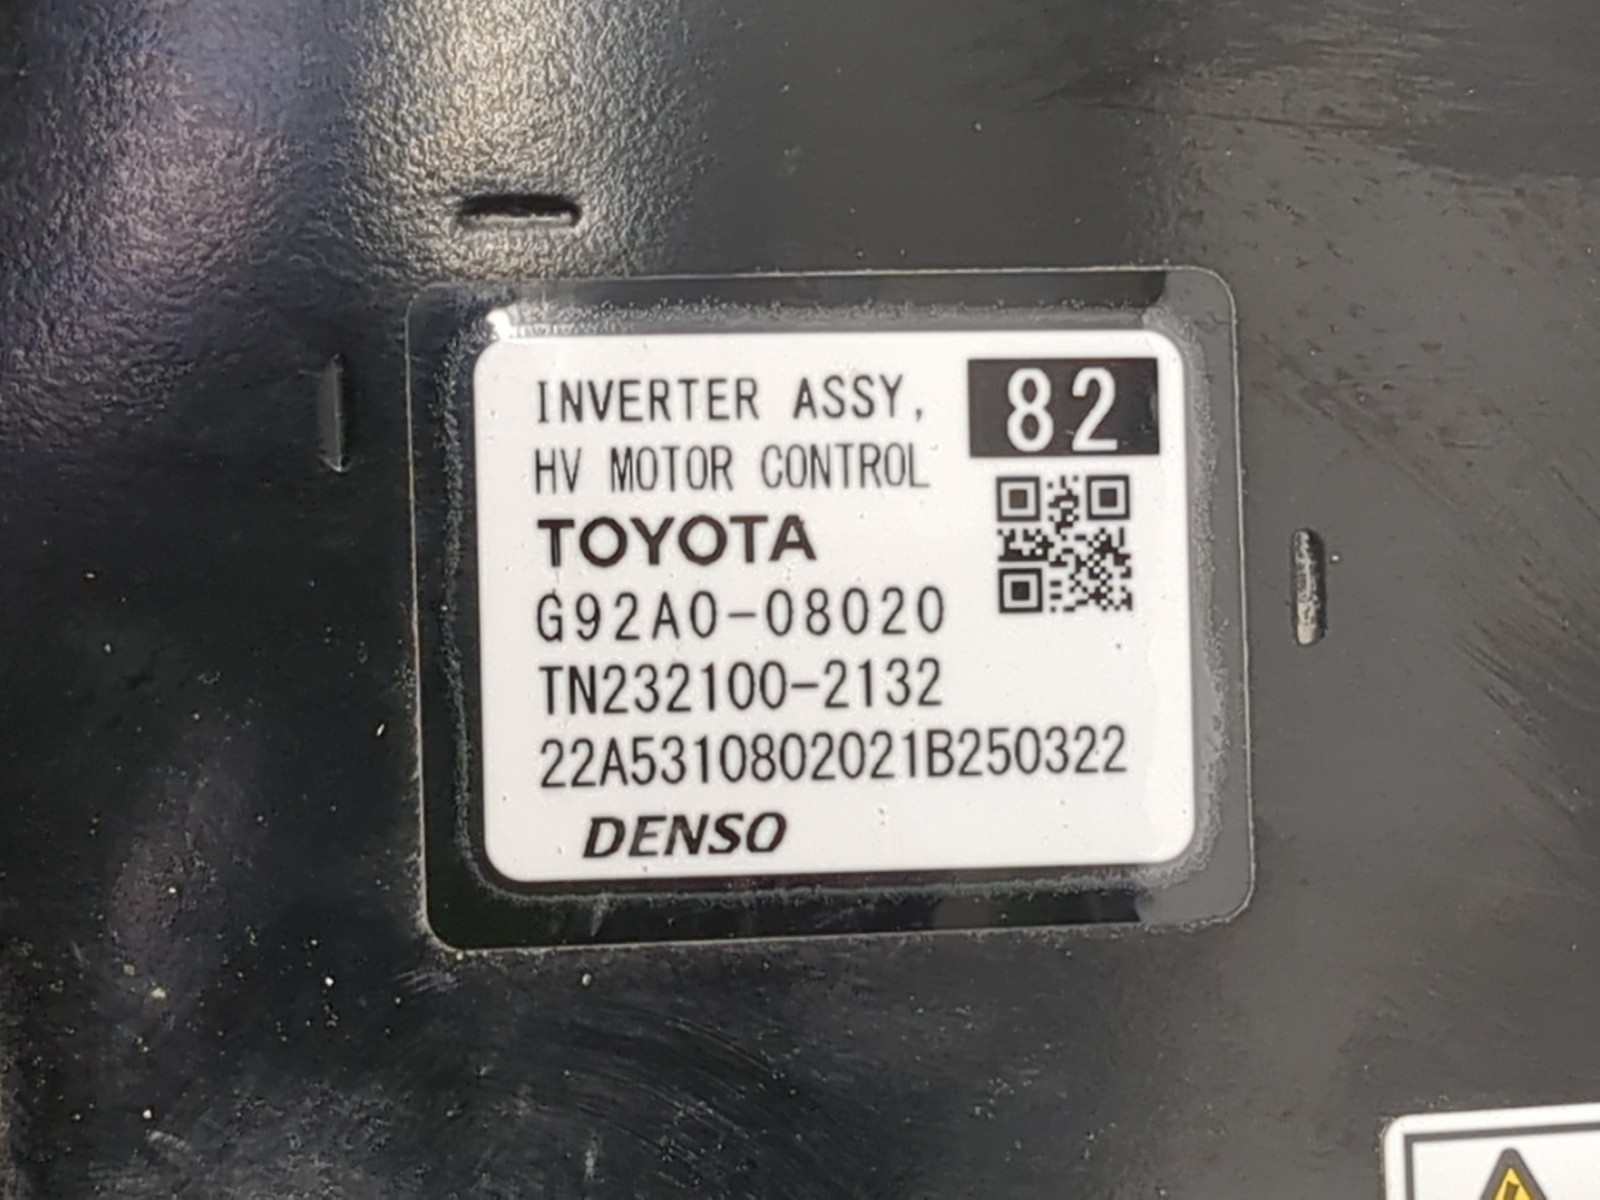 INVERTER ASSY,
82
HV MOTOR CONTROL
TOYOTA
G92A0-08020
TN232100-2132
22A5310802021B250322
DENSO